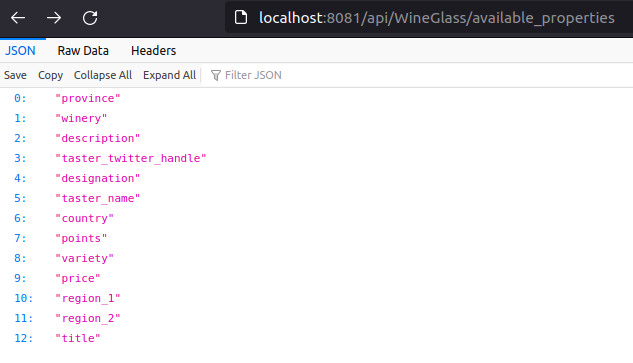 localhost:8081/api/WineGlass/available_properties
JSON Raw Data Headers
Save Copy Collapse All Expand All Filter JSON
0: "province"
1: "winery"
2: "description"
3: "taster_twitter_handle"
4: "designation"
5: "taster_name"
6: "country"
7: "points"
8: "variety"
9: "price"
10: "region_1"
11: "region_2"
12: "title"